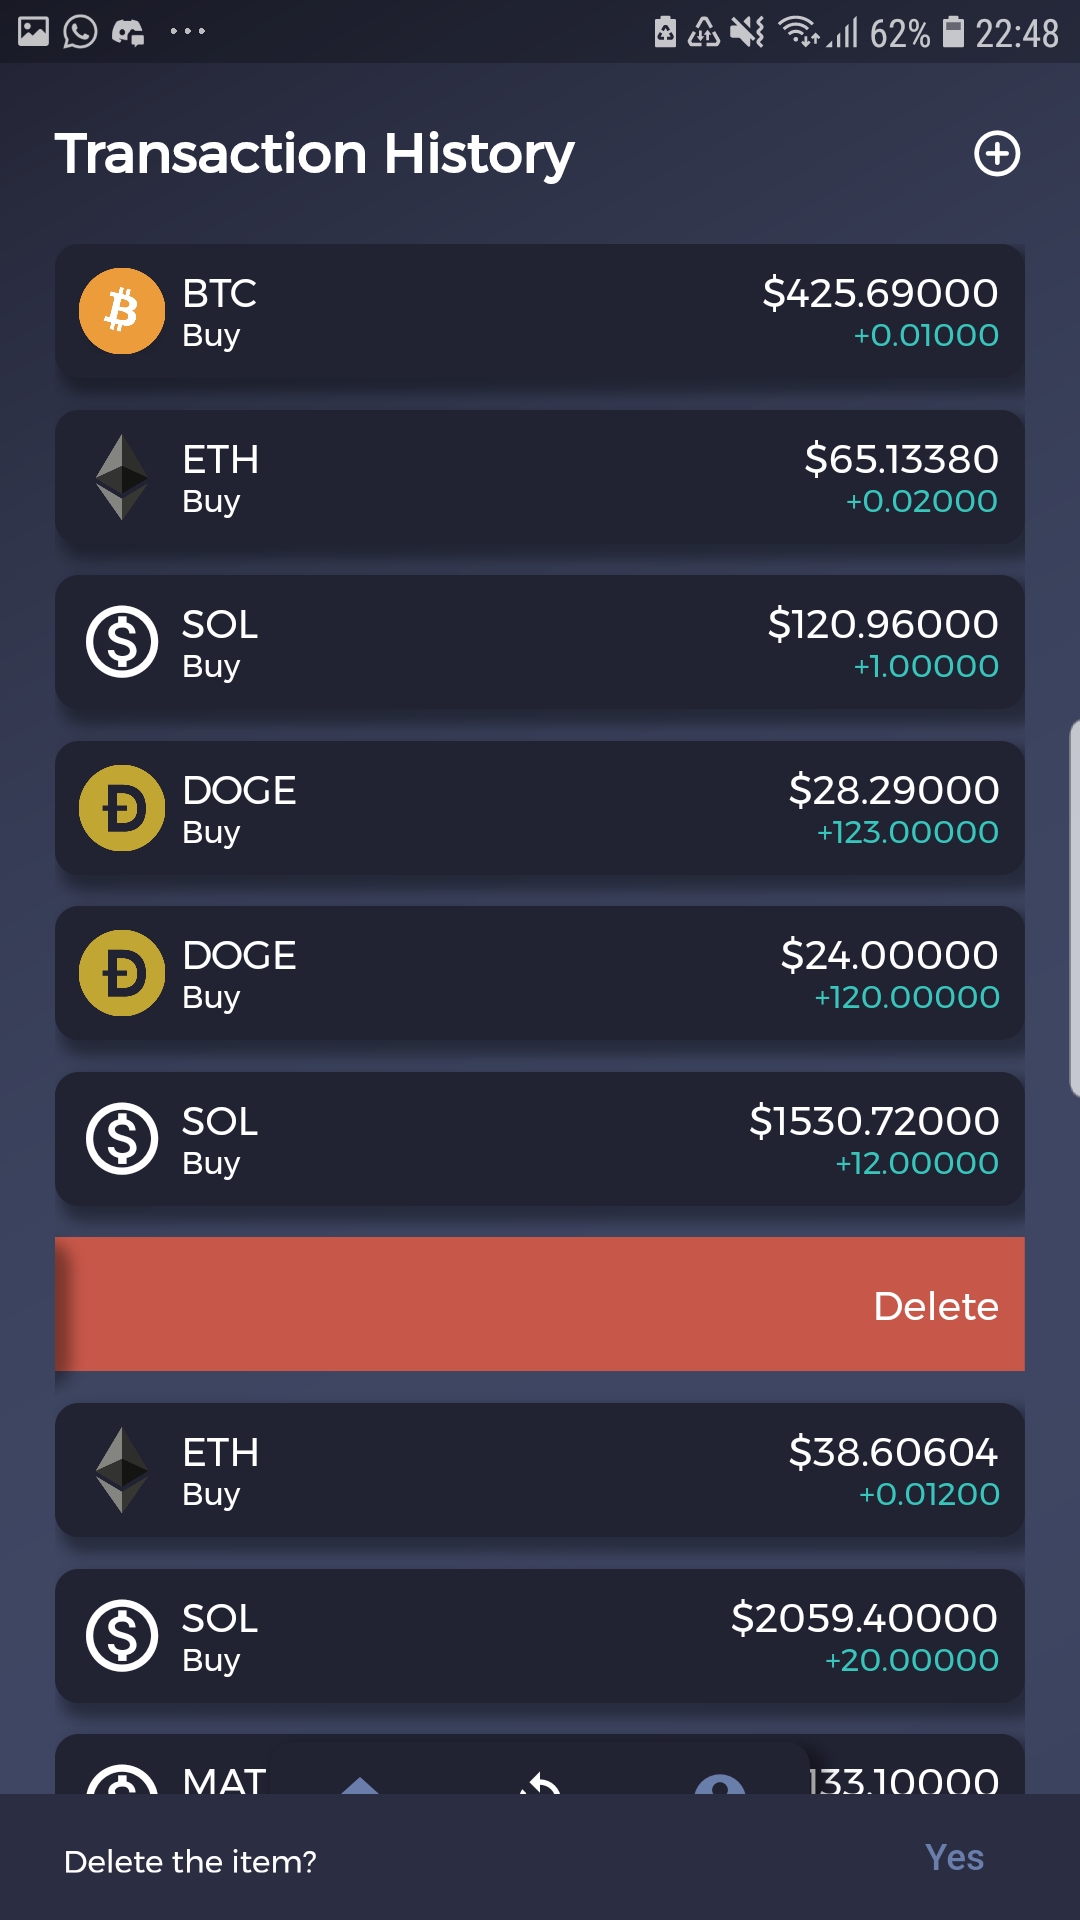 62% 22:48
Transaction History
BTC $425.69000
Buy +0.01000
ETH $65.13380
Buy +0.02000
SOL $120.96000
Buy +1.00000
DOGE $28.29000
Buy +123.00000
DOGE $24.00000
Buy +120.00000
SOL $1530.72000
Buy +12.00000
Delete
ETH $38.60604
Buy +0.01200
SOL $2059.40000
Buy +20.00000
MAT 133.10000
Delete the item? Yes